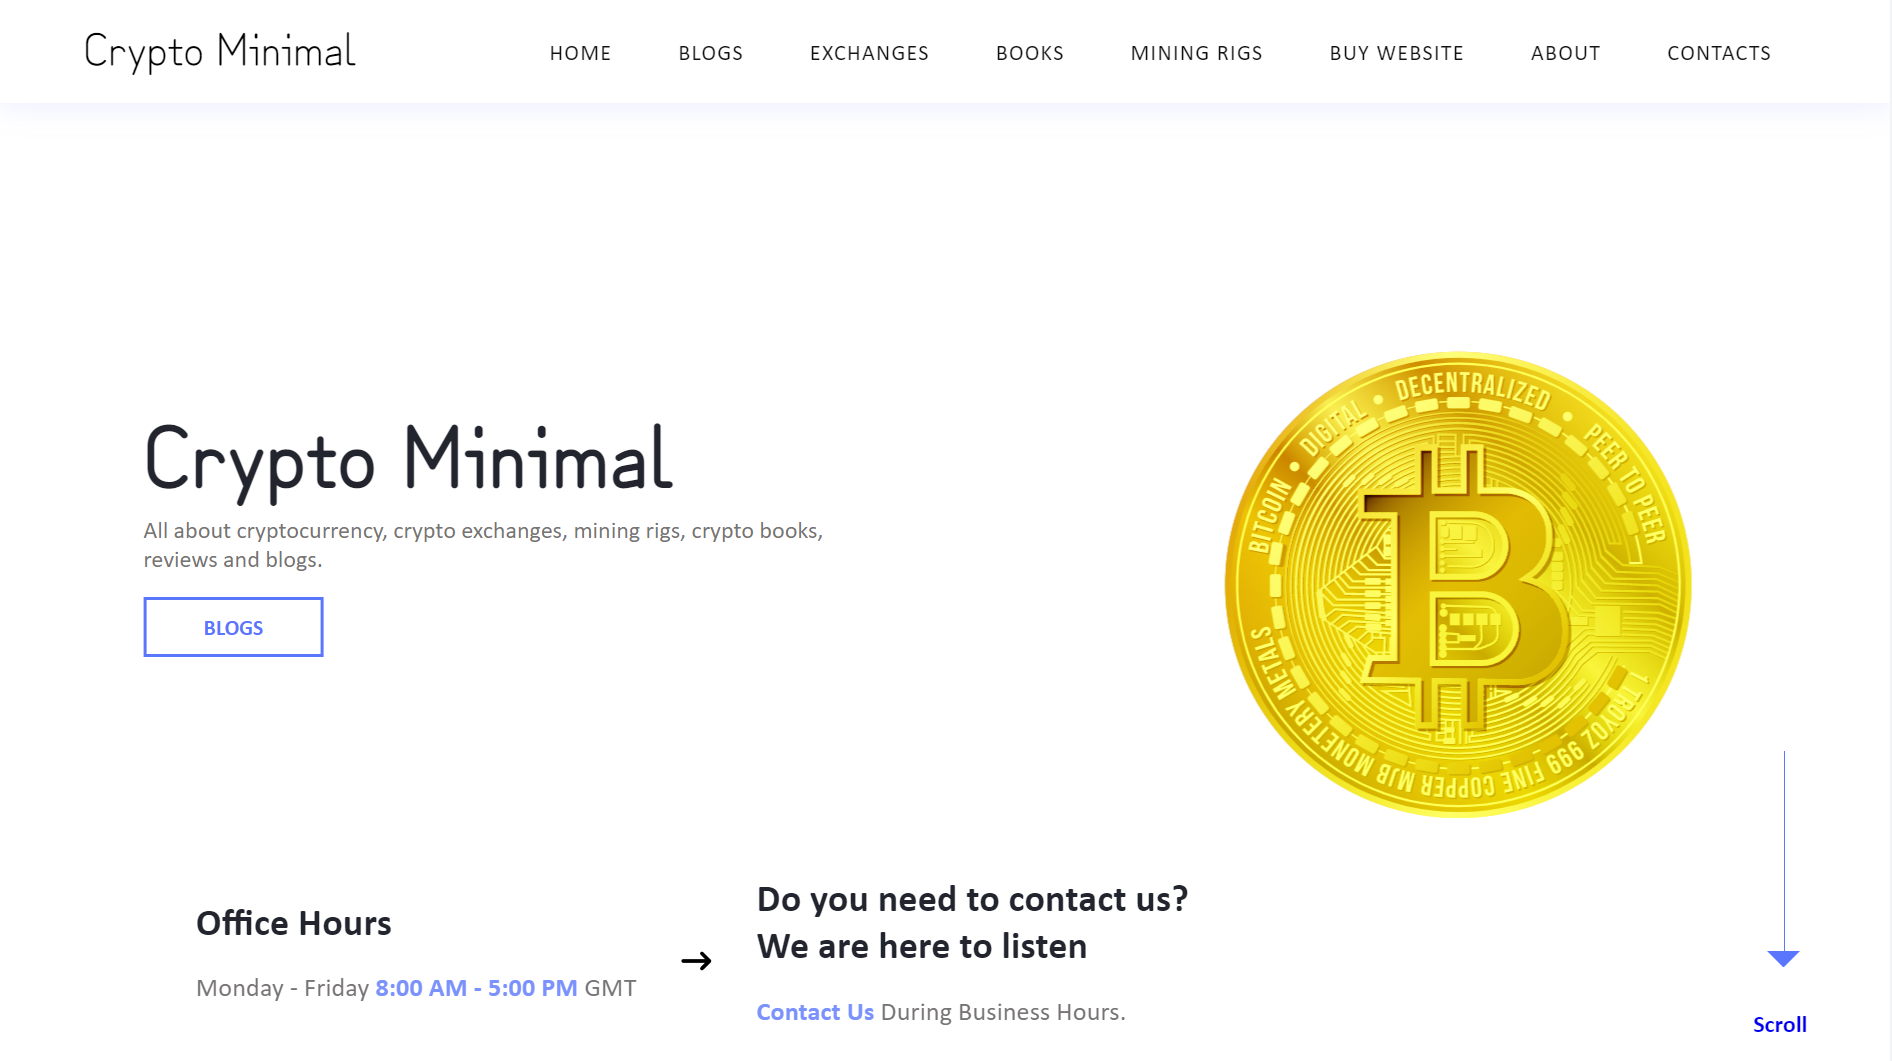 Crypto Minimal
HOME
BLOGS
EXCHANGES
BOOKS
MINING RIGS
BUY WEBSITE
ABOUT
CONTACTS
Crypto Minimal
All about cryptocurrency, crypto exchanges, mining rigs, crypto books,
reviews and blogs.
BLOGS
BITCOIN • DIGITAL • DECENTRALIZED • PEER TO PEER
1 TROY OZ 999 FINE COPPER MJB MONETERY METALS
B
Office Hours
Monday - Friday 8:00 AM - 5:00 PM GMT
Do you need to contact us?
We are here to listen
Contact Us During Business Hours.
Scroll